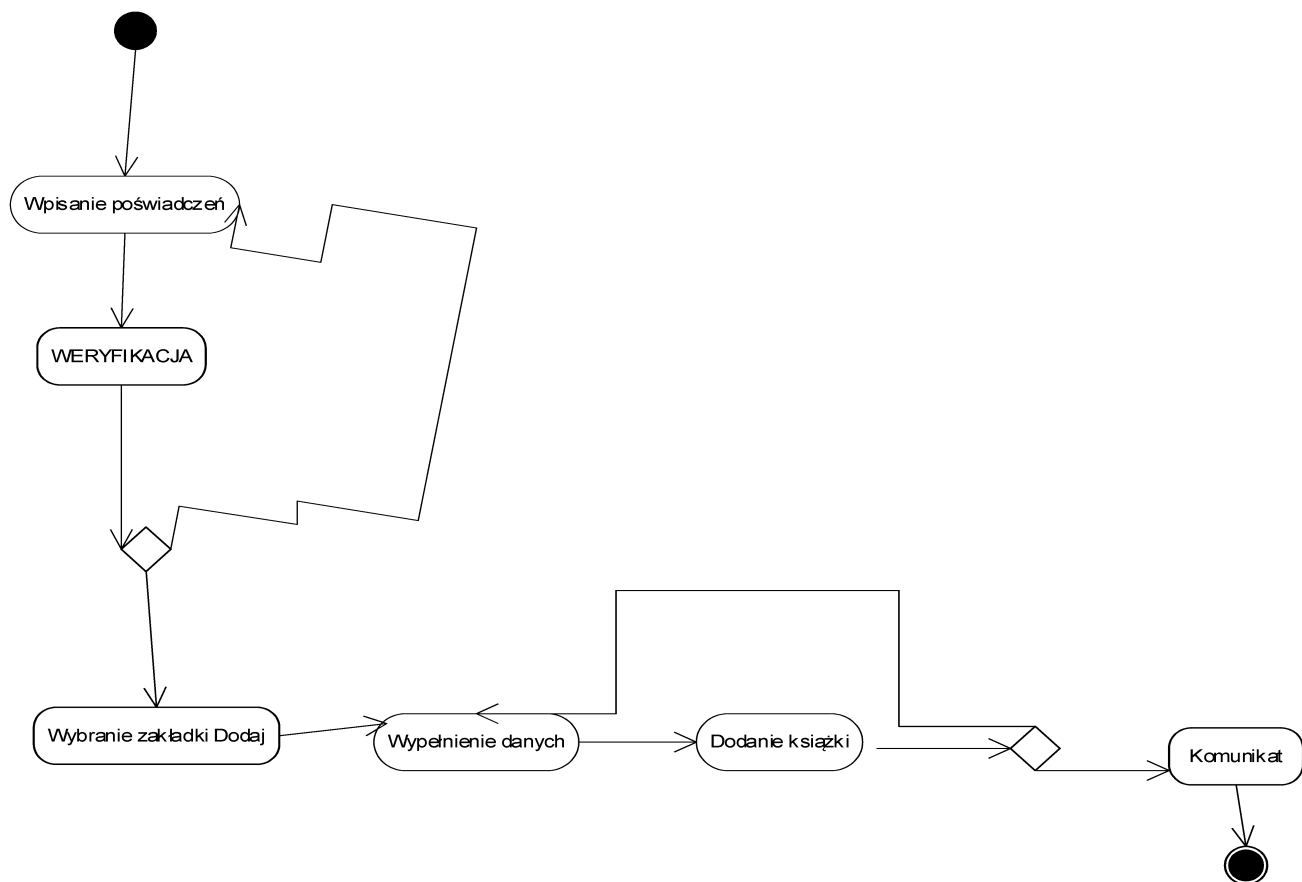 Wpisanie poświadczeń
WERYFIKACJA
Wybranie zakładki Dodaj
Wypełnienie danych
Dodanie książki
Komunikat